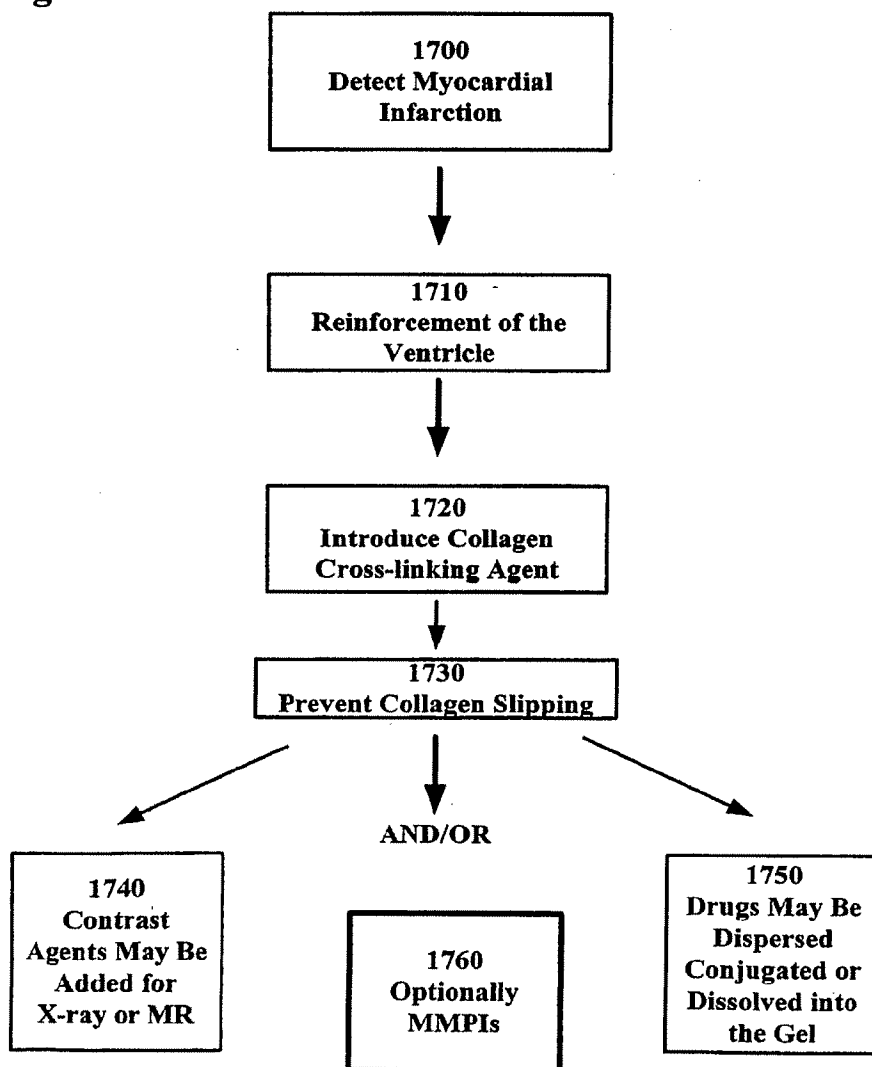 1700
Detect Myocardial
Infarction
1710
Reinforcement of the
Ventricle
1720
Introduce Collagen
Cross-linking Agent
1730
Prevent Collagen Slipping
AND/OR
1740
Contrast
Agents May Be
Added for
X-ray or MR
1760
Optionally
MMPIs
1750
Drugs May Be
Dispersed
Conjugated or
Dissolved into
the Gel